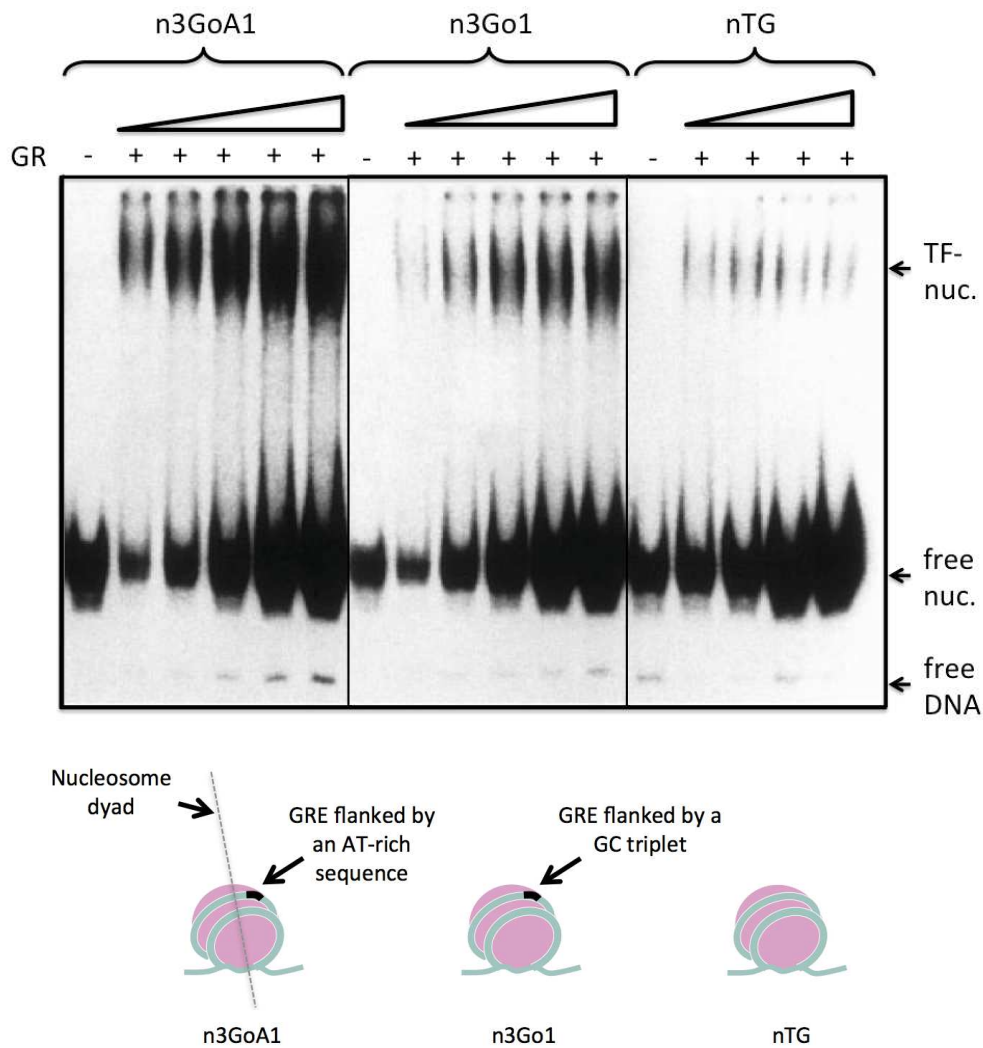 n3GoA1 n3Go1 nTG
GR - + + + + + - + + + + + - + + + +
TF-
nuc.
free
nuc.
free
DNA
Nucleosome
dyad
GRE flanked by
an AT-rich
sequence
GRE flanked by a
GC triplet
n3GoA1 n3Go1 nTG